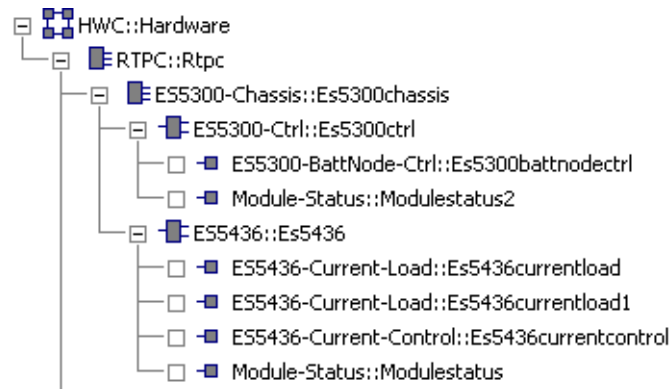 HWC::Hardware
RTPC::Rtpc
ES5300-Chassis::Es5300chassis
ES5300-Ctrl::Es5300ctrl
ES5300-BattNode-Ctrl::Es5300battnodectrl
Module-Status::Modulestatus2
ES5436::Es5436
ES5436-Current-Load::Es5436currentload
ES5436-Current-Load::Es5436currentload1
ES5436-Current-Control::Es5436currentcontrol
Module-Status::Modulestatus